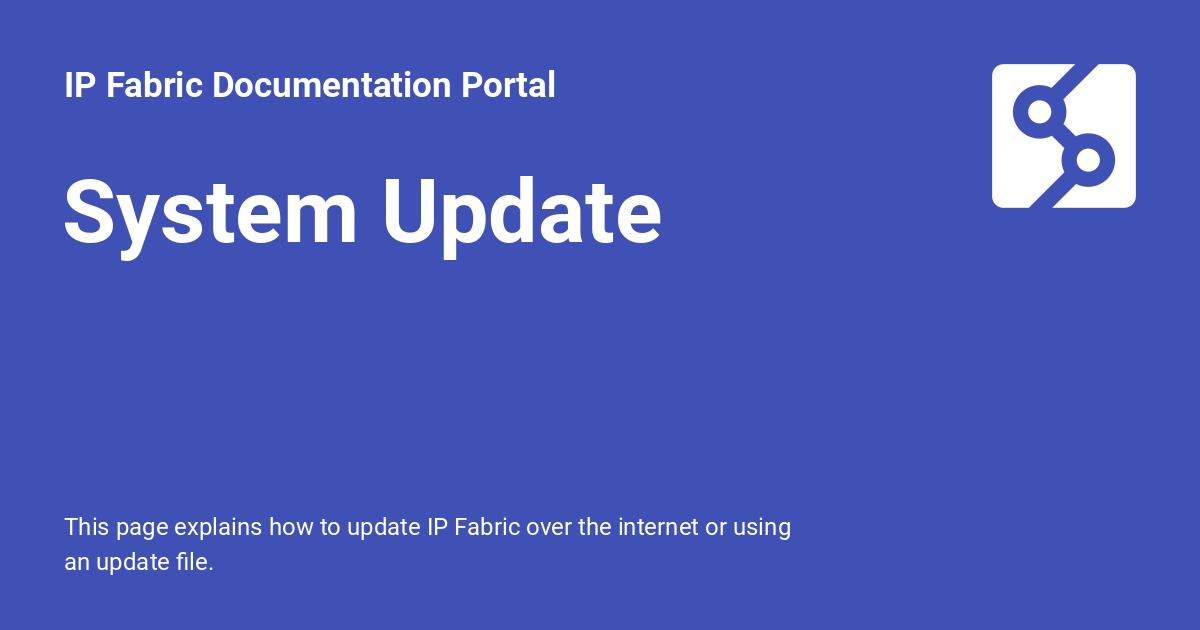 IP Fabric Documentation Portal
System Update
This page explains how to update IP Fabric over the internet or using
an update file.